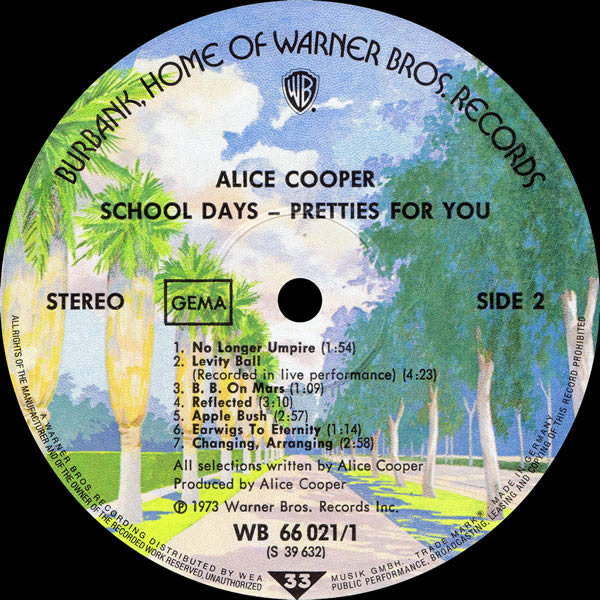 BURBANK, HOME OF WARNER BROS. RECORDS
WB
ALICE COOPER
SCHOOL DAYS – PRETTIES FOR YOU
STEREO
GEMA
SIDE 2
1. No Longer Umpire (1:54)
2. Levity Ball
(Recorded in live performance) (4:23)
3. B. B. On Mars (1:09)
4. Reflected (3:10)
5. Apple Bush (2:57)
6. Earwigs To Eternity (1:14)
7. Changing, Arranging (2:58)
All selections written by Alice Cooper
Produced by Alice Cooper
℗ 1973 Warner Bros. Records Inc.
WB 66 021/1
(S 39 632)
33
ALL RIGHTS OF THE MANUFACTURER AND OF THE OWNER OF THE RECORDED WORK RESERVED, UNAUTHORIZED PUBLIC PERFORMANCE, BROADCASTING, LEASING AND COPYING OF THIS RECORD PROHIBITED
A WARNER BROS. RECORDING DISTRIBUTED BY WEA MUSIK GMBH. TRADE MARK® MADE IN GERMANY